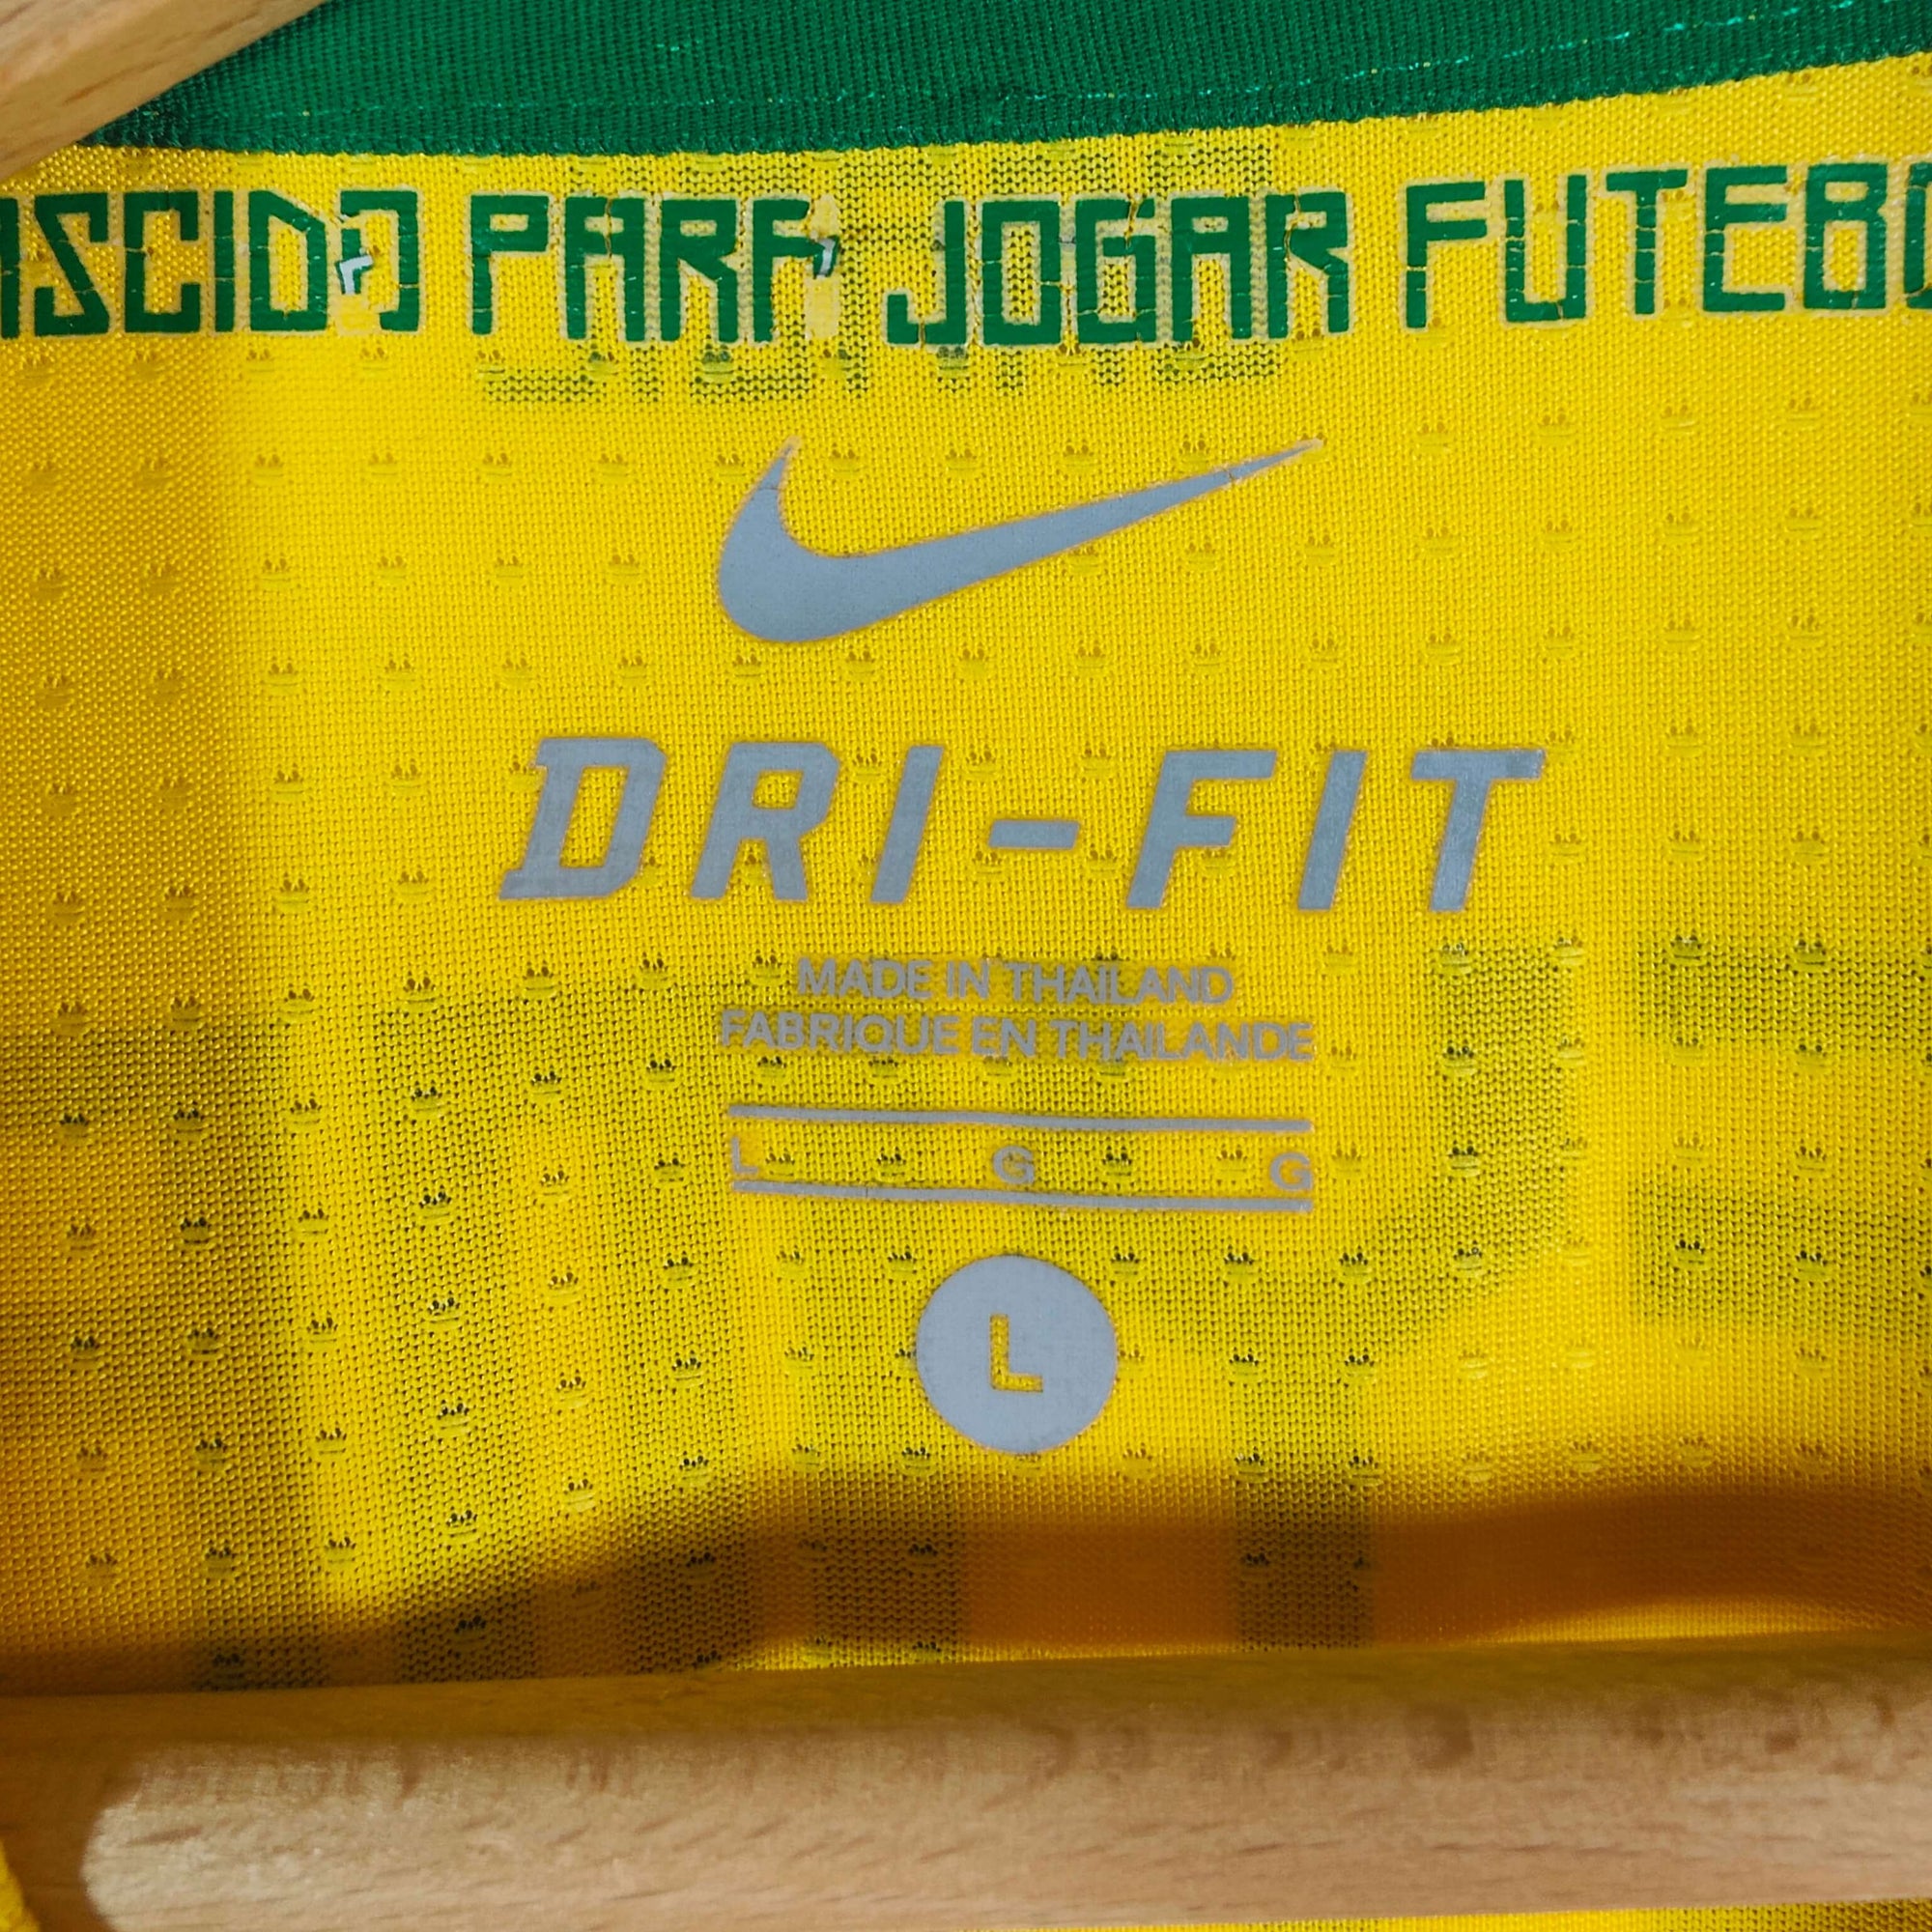 ASCIDO PARA JOGAR FUTEBO
DRI-FIT
MADE IN THAILAND
FABRIQUE EN THAILANDE
L G G
L